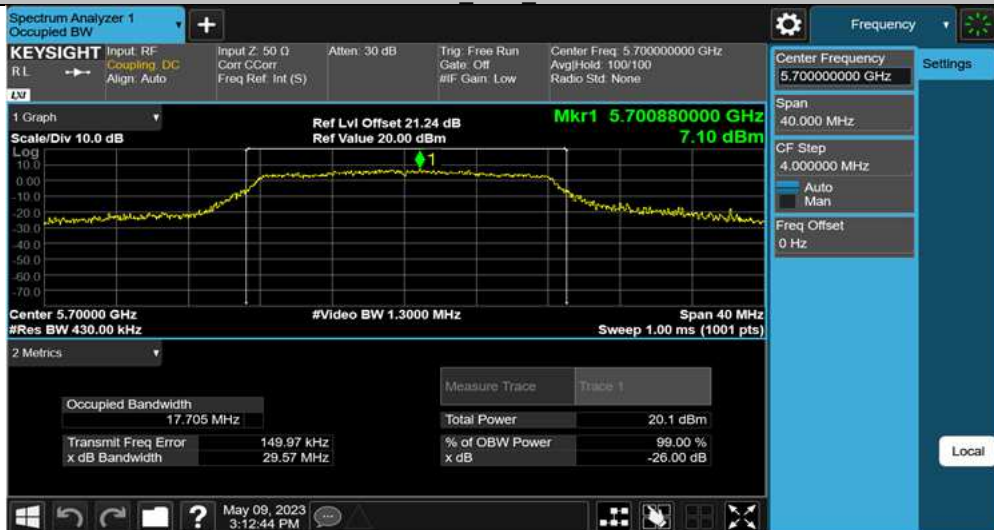 Spectrum Analyzer 1
Occupied BW
+
Frequency
KEYSIGHT
RL
LXI
Input: RF
Coupling: DC
Align: Auto
Input Z: 50 Ω
Corr CCorr
Freq Ref: Int (S)
Atten: 30 dB
Trig: Free Run
Gate: Off
#IF Gain: Low
Center Freq: 5.700000000 GHz
Avg|Hold: 100/100
Radio Std: None
Center Frequency
5.700000000 GHz
Settings
Span
40.000 MHz
CF Step
4.000000 MHz
Auto
Man
Freq Offset
0 Hz
1 Graph
Scale/Div 10.0 dB
Ref Lvl Offset 21.24 dB
Ref Value 20.00 dBm
Mkr1 5.700880000 GHz
7.10 dBm
Log
10.0
0.00
-10.0
-20.0
-30.0
-40.0
-50.0
-60.0
-70.0
1
Center 5.70000 GHz
#Res BW 430.00 kHz
#Video BW 1.3000 MHz
Span 40 MHz
Sweep 1.00 ms (1001 pts)
2 Metrics
Measure Trace Trace 1
Occupied Bandwidth
17.705 MHz
Total Power 20.1 dBm
Transmit Freq Error 149.97 kHz
% of OBW Power 99.00 %
x dB Bandwidth 29.57 MHz
x dB -26.00 dB
Local
?
May 09, 2023
3:12:44 PM